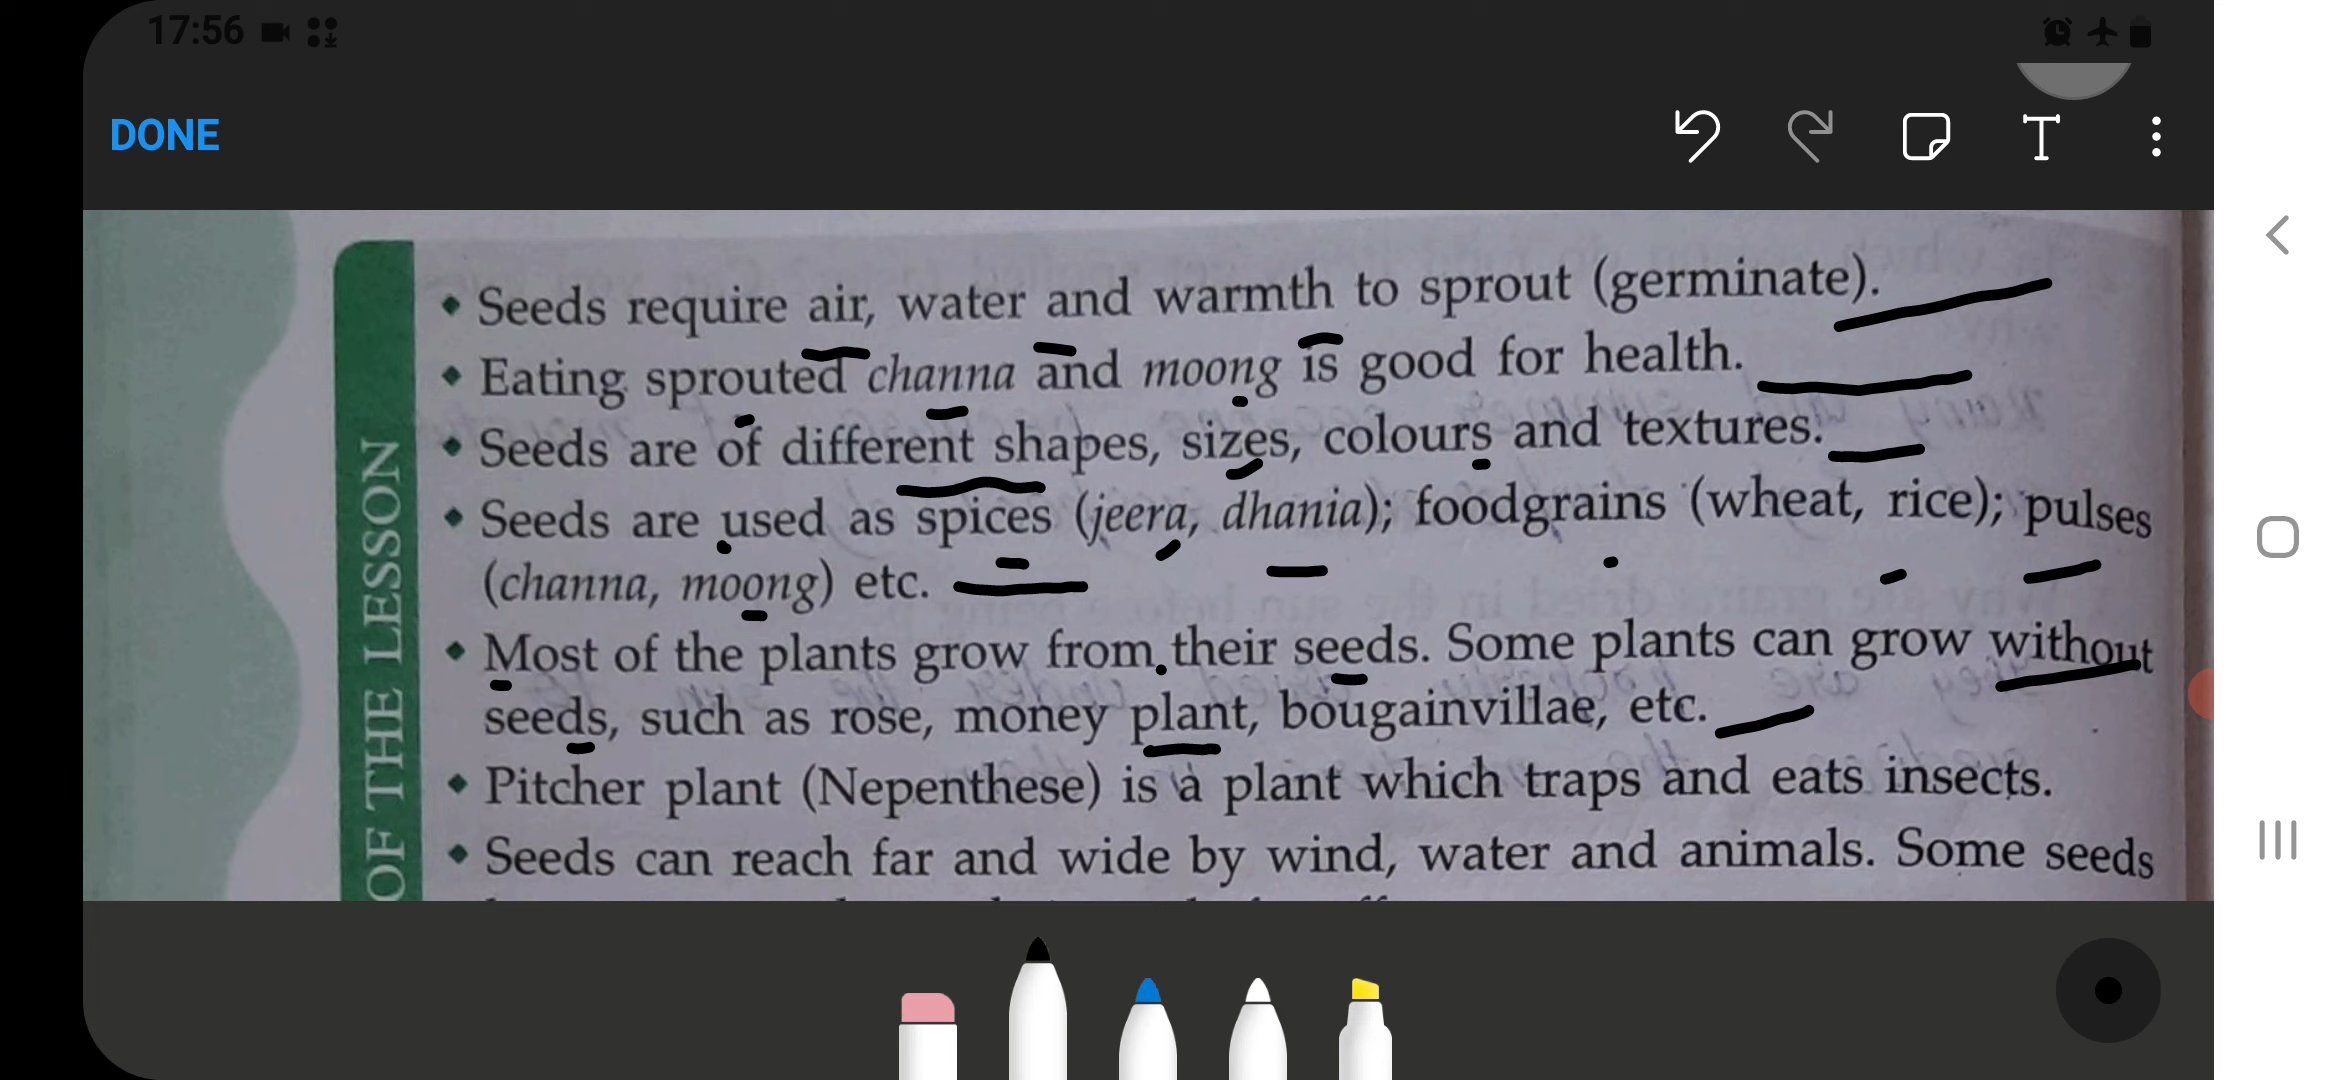 17:56
DONE
T
• Seeds require air, water and warmth to sprout (germinate).
• Eating sprouted channa and moong is good for health.
• Seeds are of different shapes, sizes, colours and textures.
• Seeds are used as spices (jeera, dhania); foodgrains (wheat, rice); pulses
(channa, moong) etc.
• Most of the plants grow from their seeds. Some plants can grow without
seeds, such as rose, money plant, bougainvillae, etc.
• Pitcher plant (Nepenthese) is a plant which traps and eats insects.
• Seeds can reach far and wide by wind, water and animals. Some seeds
OF THE LESSON